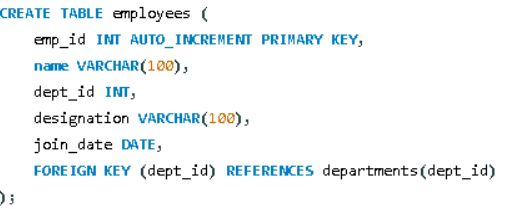 CREATE TABLE employees (
    emp_id INT AUTO_INCREMENT PRIMARY KEY,
    name VARCHAR(100),
    dept_id INT,
    designation VARCHAR(100),
    join_date DATE,
    FOREIGN KEY (dept_id) REFERENCES departments(dept_id)
);